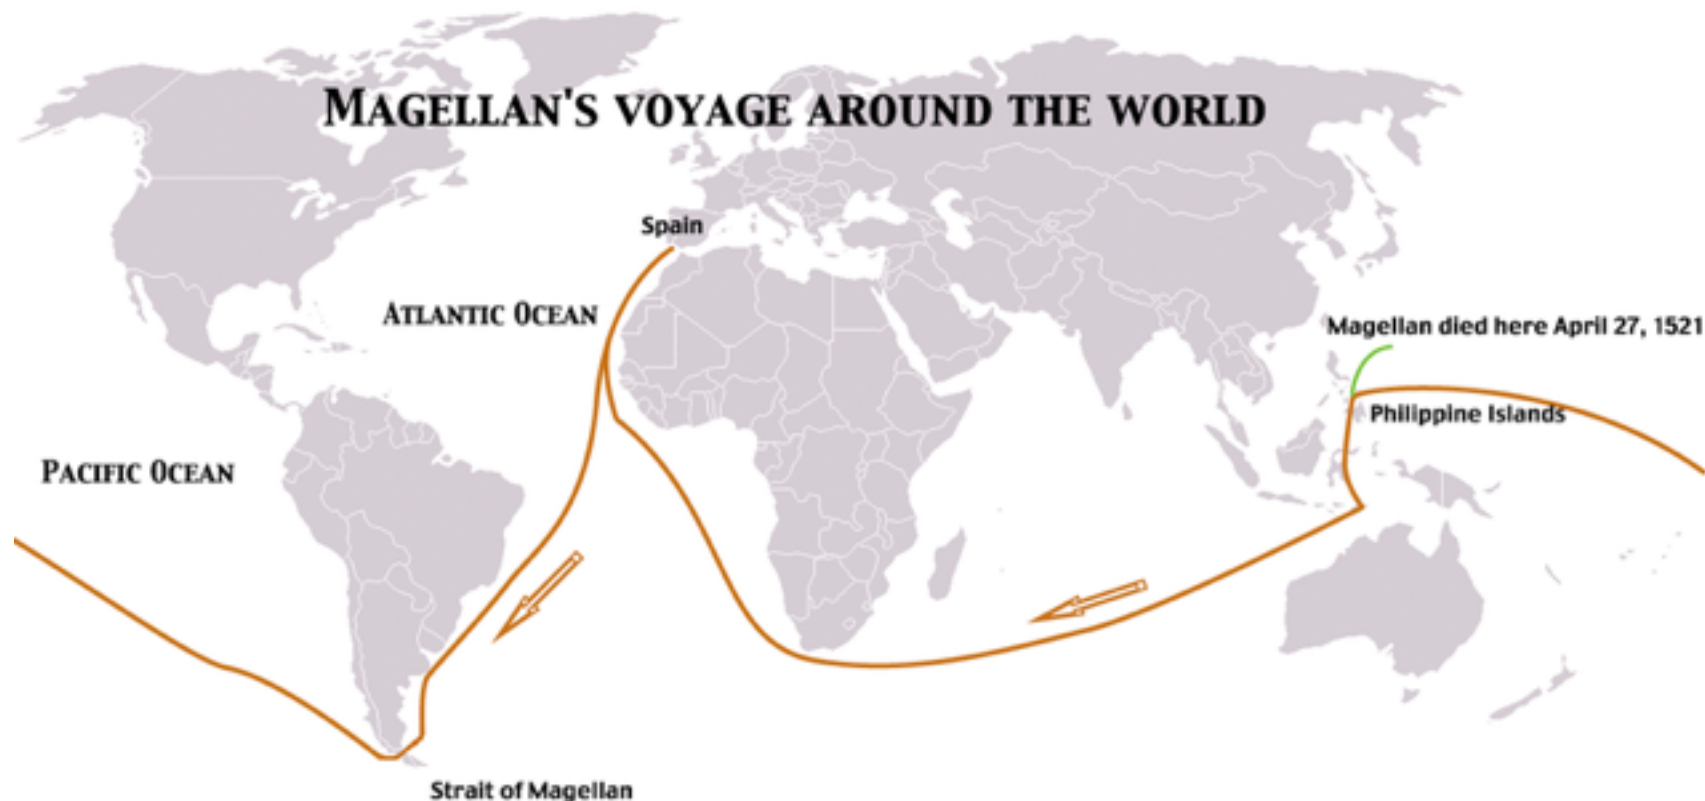 MAGELLAN'S VOYAGE AROUND THE WORLD
Spain
ATLANTIC OCEAN
Magellan died here April 27, 1521
Philippine Islands
PACIFIC OCEAN
Strait of Magellan